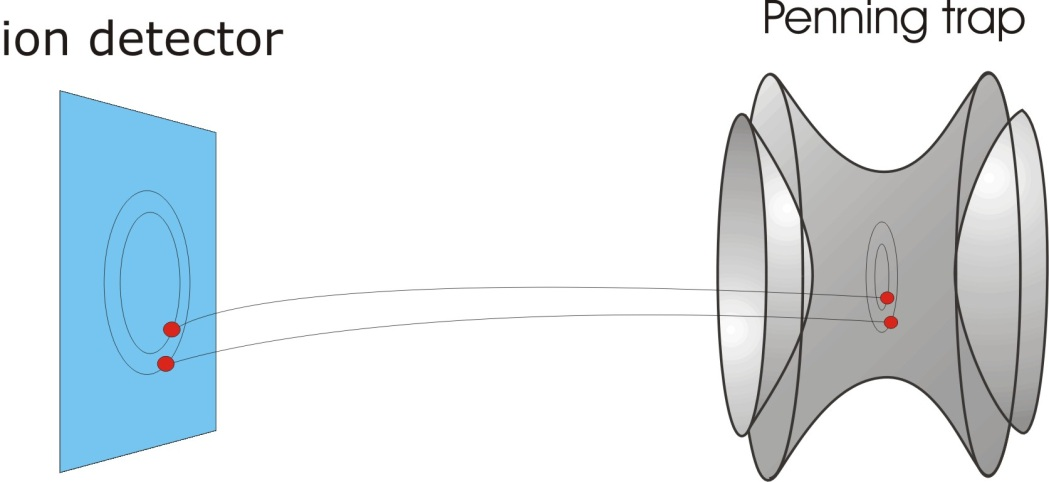 ion detector
Penning trap